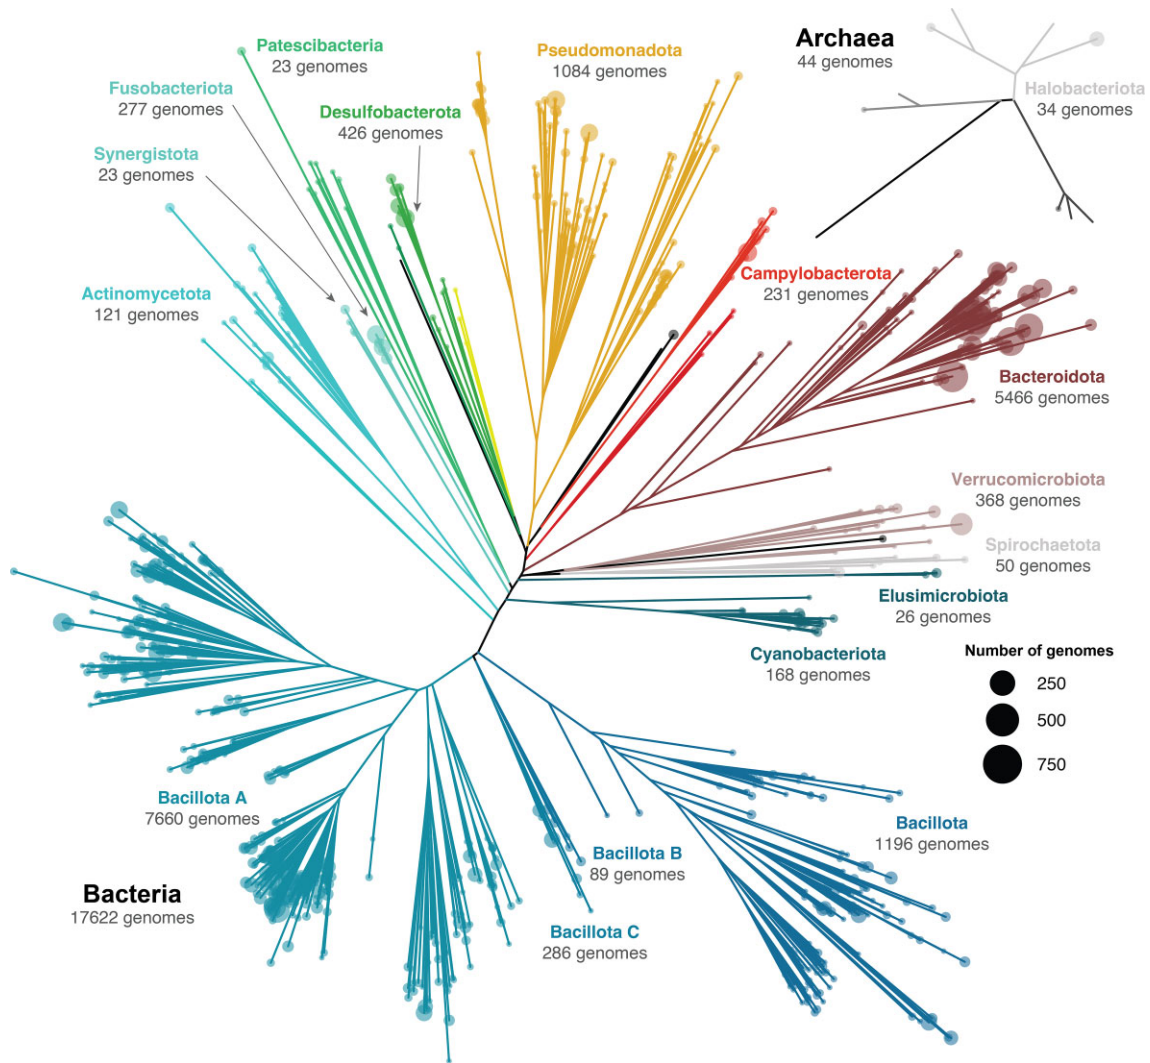 Patescibacteria
23 genomes
Fusobacteriota
277 genomes
Desulfobacterota
426 genomes
Synergistota
23 genomes
Actinomycetota
121 genomes
Pseudomonadota
1084 genomes
Archaea
44 genomes
Halobacteriota
34 genomes
Campylobacterota
231 genomes
Bacteroidota
5466 genomes
Verrucomicrobiota
368 genomes
Spirochaetota
50 genomes
Elusimicrobiota
26 genomes
Cyanobacteriota
168 genomes
Number of genomes
250
500
750
Bacillota A
7660 genomes
Bacteria
17622 genomes
Bacillota B
89 genomes
Bacillota C
286 genomes
Bacillota
1196 genomes